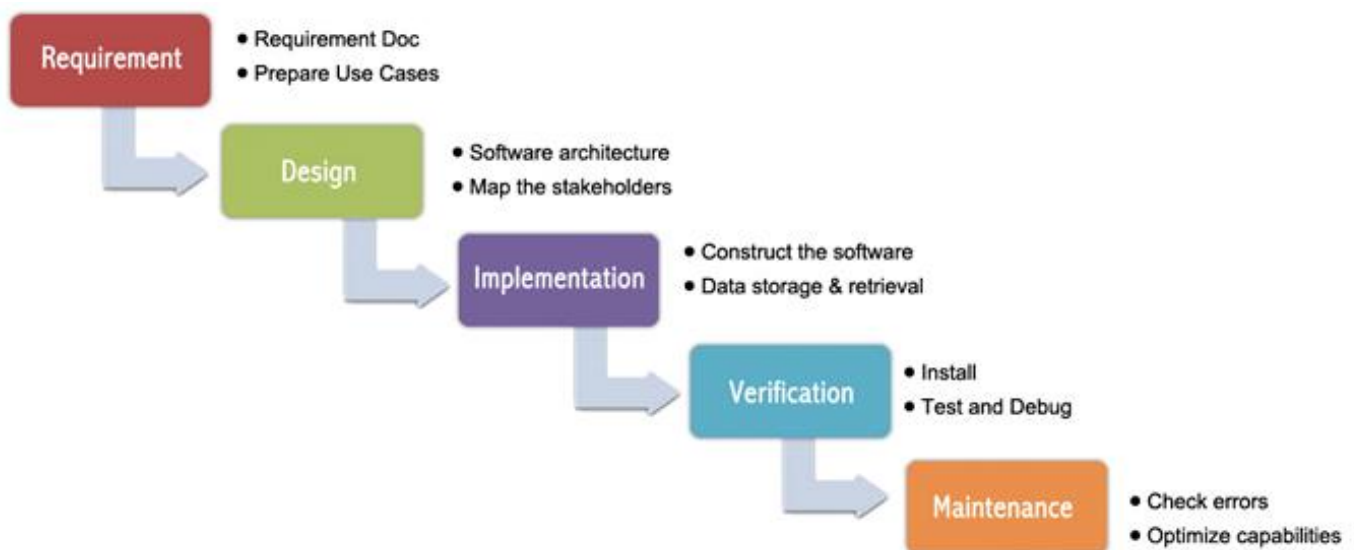 Requirement
• Requirement Doc
• Prepare Use Cases
Design
• Software architecture
• Map the stakeholders
Implementation
• Construct the software
• Data storage & retrieval
Verification
• Install
• Test and Debug
Maintenance
• Check errors
• Optimize capabilities